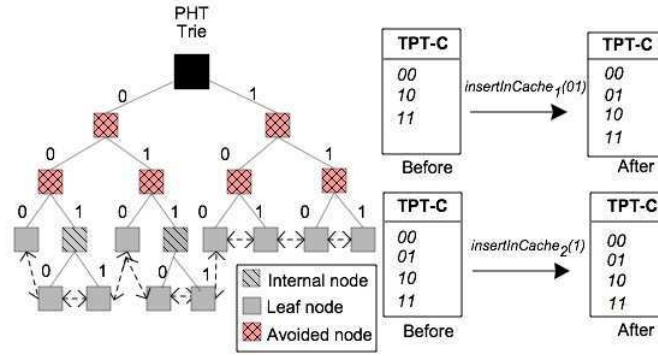 PHT
Trie
0 1
0 1 0 1
0 1 0 1 0 1 0 1
0 1 0 1
Internal node
Leaf node
Avoided node
TPT-C
00
10
11
Before
insertInCache1(01)
TPT-C
00
01
10
11
After
TPT-C
00
01
10
11
Before
insertInCache2(1)
TPT-C
00
01
10
11
After